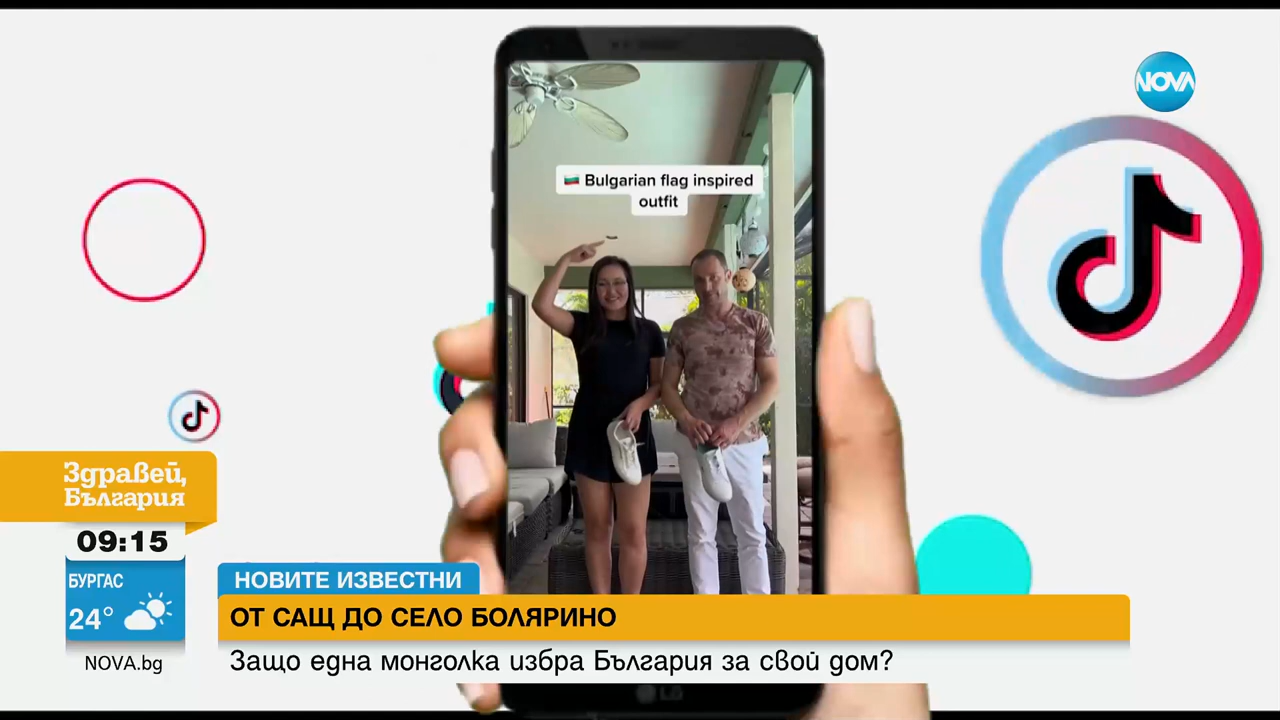 NOVA
🇧🇬 Bulgarian flag inspired
outfit
Здравей,
България
09:15
БУРГАС
24°
NOVA.bg
НОВИТЕ ИЗВЕСТНИ
ОТ САЩ ДО СЕЛО БОЛЯРИНО
Защо една монголка избра България за свой дом?
LG